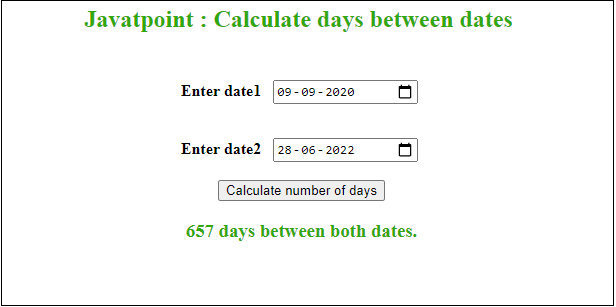 Javatpoint : Calculate days between dates
Enter date1 09-09-2020
Enter date2 28-06-2022
Calculate number of days
657 days between both dates.